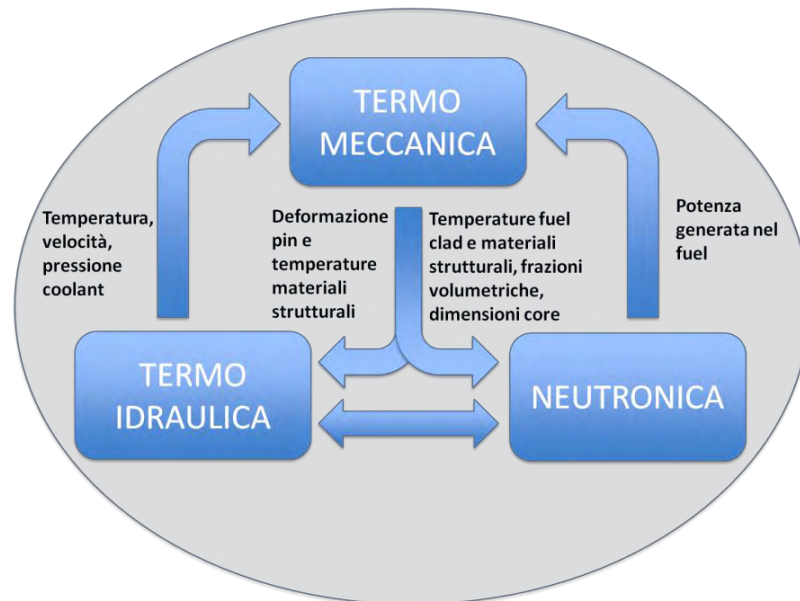 TERMO
MECCANICA
Temperatura,
velocità,
pressione
coolant
Deformazione
pin e
temperature
materiali
strutturali
Temperature fuel
clad e materiali
strutturali, frazioni
volumetriche,
dimensioni core
Potenza
generata nel
fuel
TERMO
IDRAULICA
NEUTRONICA